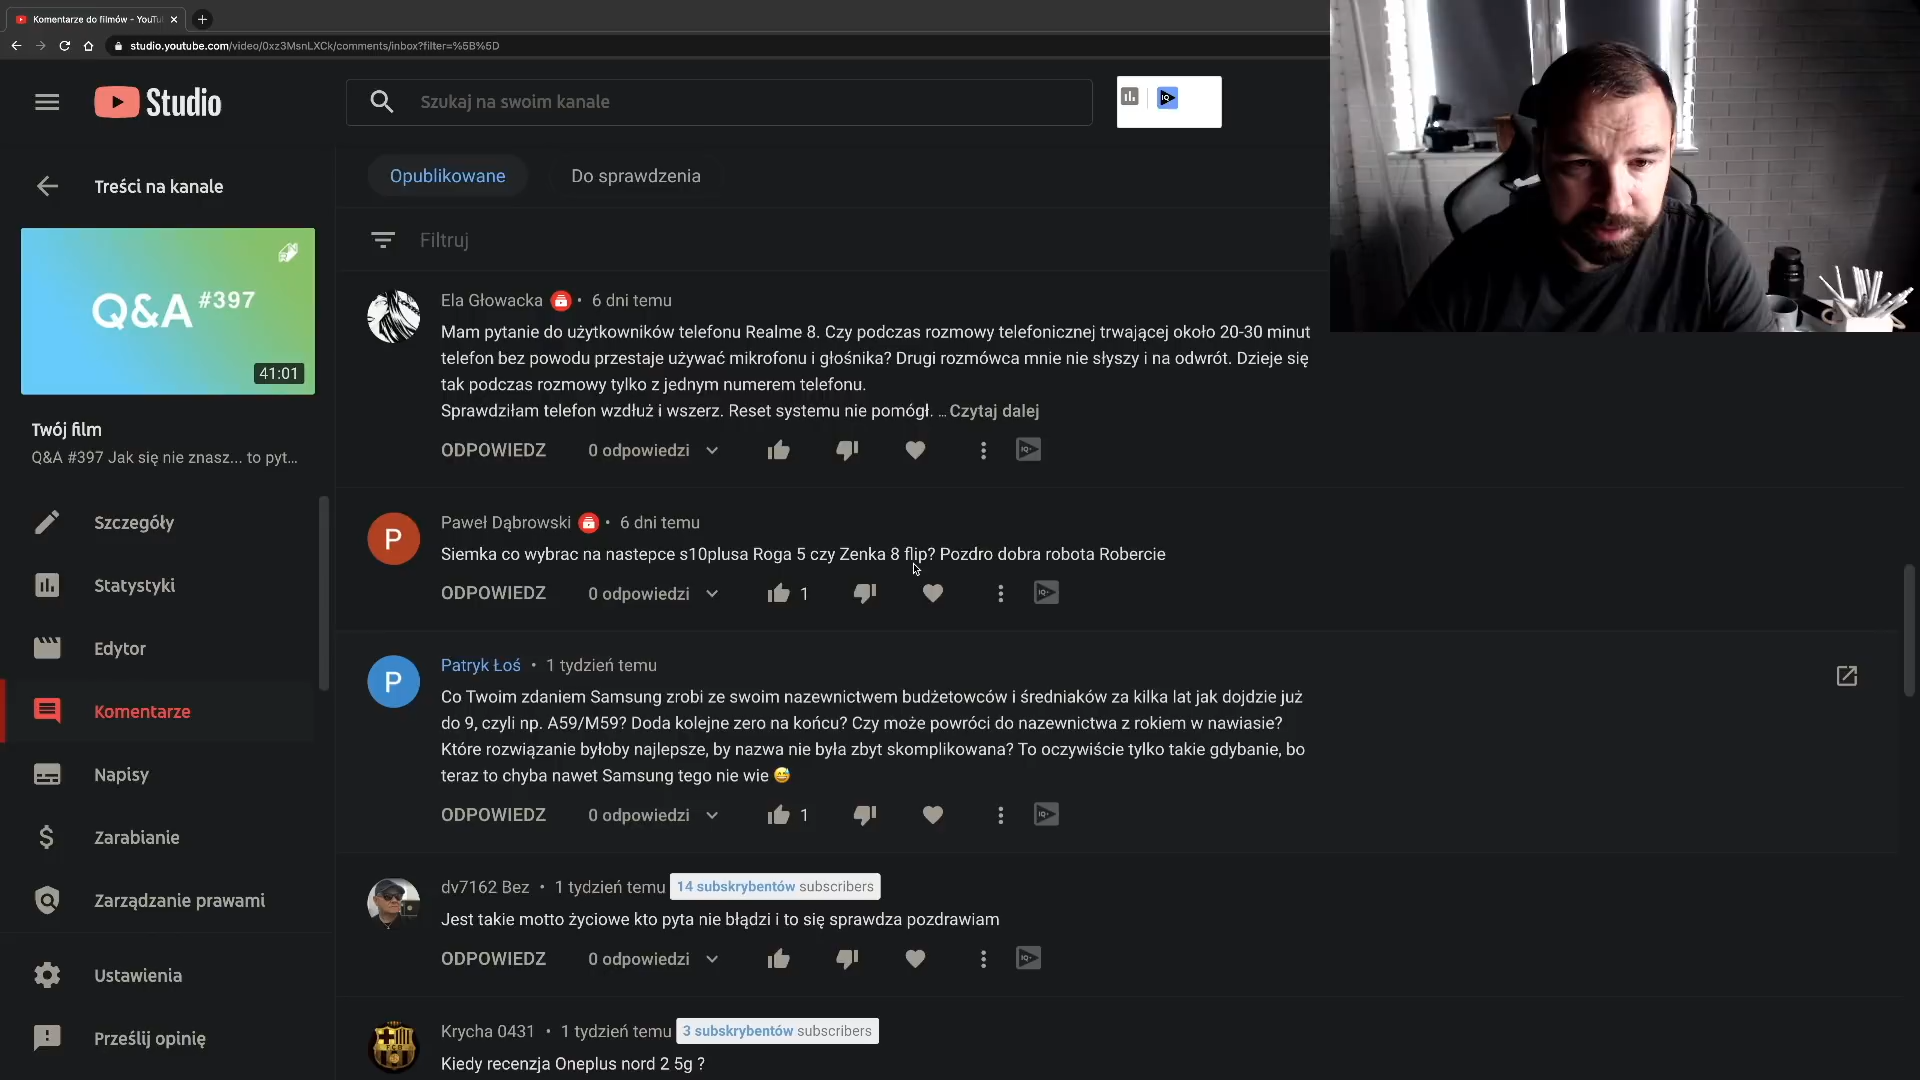 Komentarze do filmów - YouTu
studio.youtube.com/video/0xz3MsnLXCk/comments/inbox?filter=%5B%5D
Studio
Szukaj na swoim kanale
IQ
Treści na kanale
Opublikowane
Do sprawdzenia
Filtruj
Q&A #397
41:01
Twój film
Q&A #397 Jak się nie znasz... to pyt...
Szczegóły
Statystyki
Edytor
Komentarze
Napisy
Zarabianie
Zarządzanie prawami
Ustawienia
Prześlij opinię
Ela Głowacka • 6 dni temu
Mam pytanie do użytkowników telefonu Realme 8. Czy podczas rozmowy telefonicznej trwającej około 20-30 minut
telefon bez powodu przestaje używać mikrofonu i głośnika? Drugi rozmówca mnie nie słyszy i na odwrót. Dzieje się
tak podczas rozmowy tylko z jednym numerem telefonu.
Sprawdziłam telefon wzdłuż i wszerz. Reset systemu nie pomógł. ... Czytaj dalej
ODPOWIEDZ 0 odpowiedzi
P
Paweł Dąbrowski • 6 dni temu
Siemka co wybrac na nastepce s10plusa Roga 5 czy Zenka 8 flip? Pozdro dobra robota Robercie
ODPOWIEDZ 0 odpowiedzi 1
P
Patryk Łoś • 1 tydzień temu
Co Twoim zdaniem Samsung zrobi ze swoim nazewnictwem budżetowców i średniaków za kilka lat jak dojdzie już
do 9, czyli np. A59/M59? Doda kolejne zero na końcu? Czy może powróci do nazewnictwa z rokiem w nawiasie?
Które rozwiązanie byłoby najlepsze, by nazwa nie była zbyt skomplikowana? To oczywiście tylko takie gdybanie, bo
teraz to chyba nawet Samsung tego nie wie 😅
ODPOWIEDZ 0 odpowiedzi 1
dv7162 Bez • 1 tydzień temu 14 subskrybentów subscribers
Jest takie motto życiowe kto pyta nie błądzi i to się sprawdza pozdrawiam
ODPOWIEDZ 0 odpowiedzi
Krycha 0431 • 1 tydzień temu 3 subskrybentów subscribers
Kiedy recenzja Oneplus nord 2 5g ?